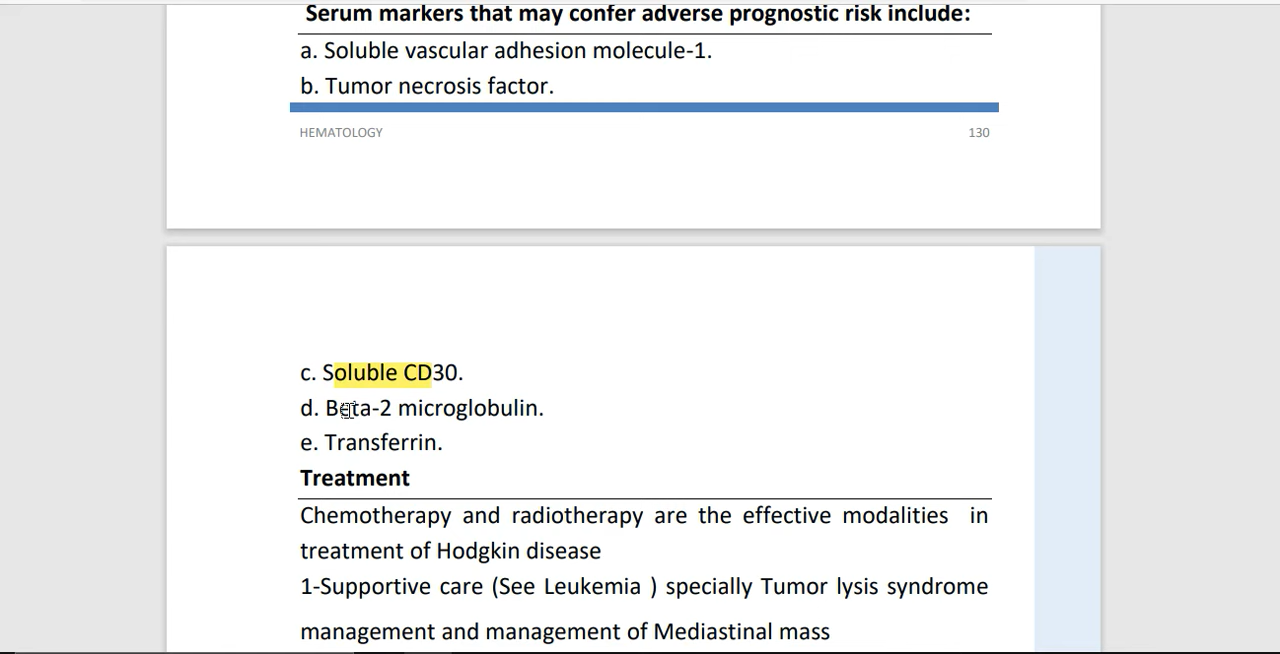 Serum markers that may confer adverse prognostic risk include:
a. Soluble vascular adhesion molecule-1.
b. Tumor necrosis factor.
HEMATOLOGY 130
c. Soluble CD30.
d. Beta-2 microglobulin.
e. Transferrin.
Treatment
Chemotherapy and radiotherapy are the effective modalities in
treatment of Hodgkin disease
1-Supportive care (See Leukemia ) specially Tumor lysis syndrome
management and management of Mediastinal mass